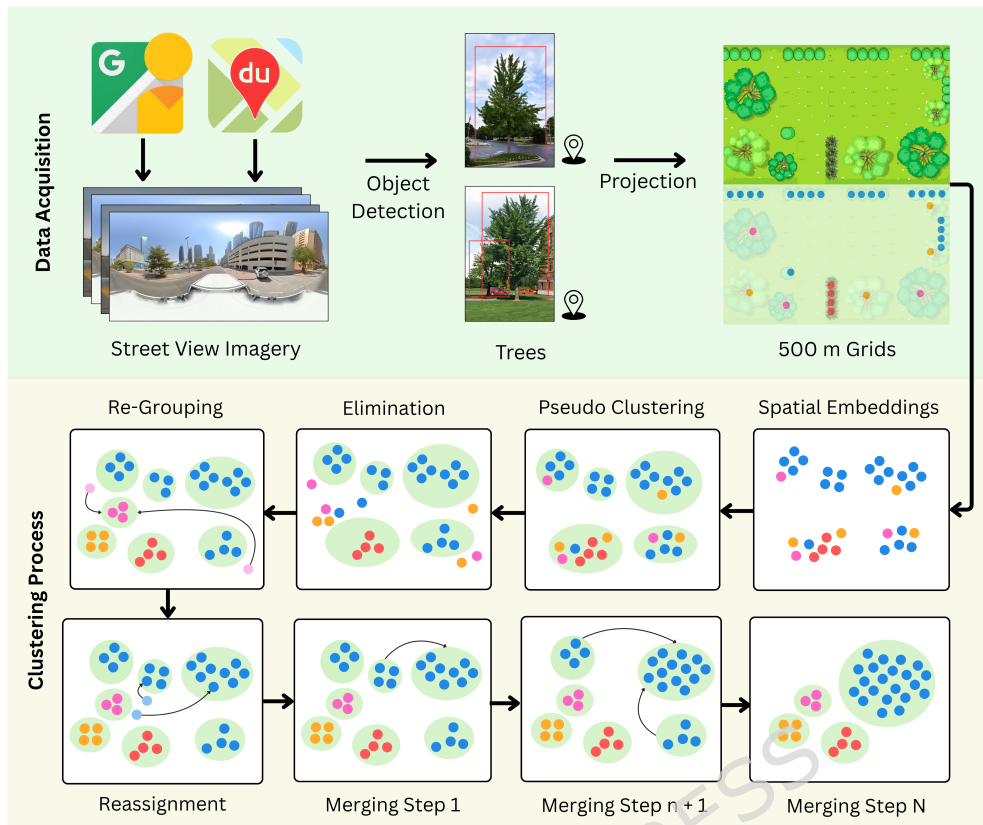 Data Acquisition
G
du
Object
Detection
Projection
Street View Imagery
Trees
500 m Grids
Clustering Process
Re-Grouping
Elimination
Pseudo Clustering
Spatial Embeddings
Reassignment
Merging Step 1
Merging Step n + 1
Merging Step N